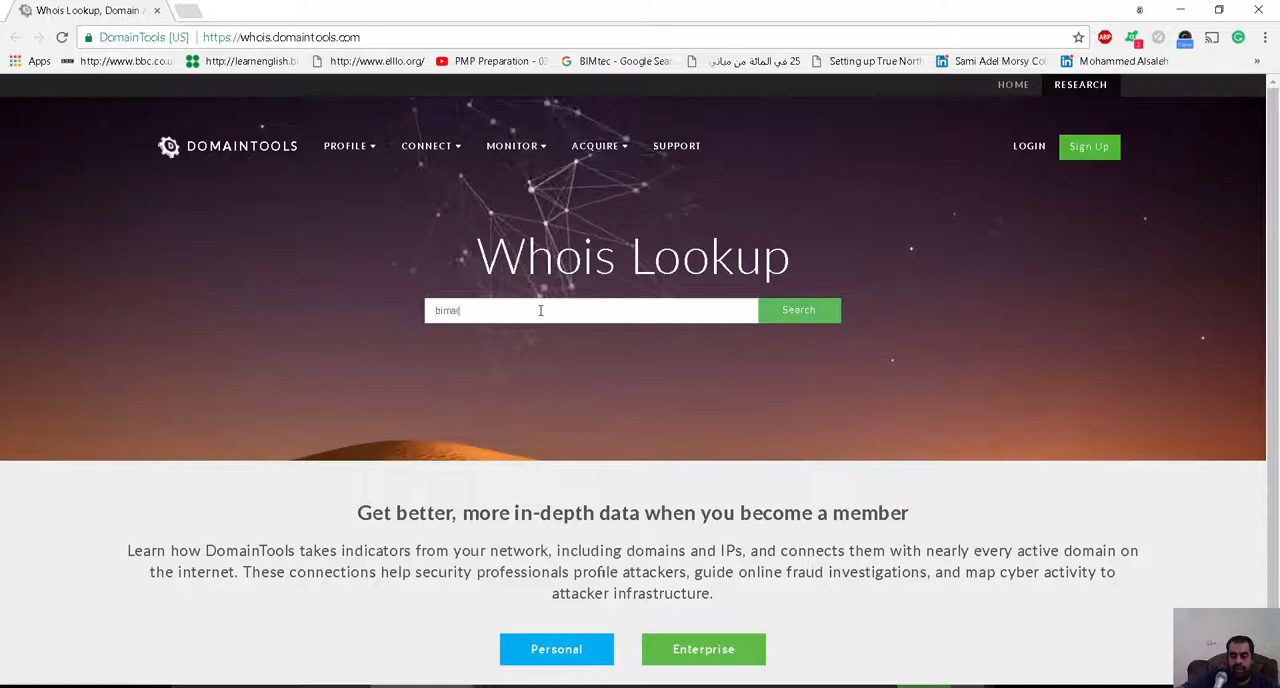 Whois Lookup, Domain
DomainTools [US] https://whois.domaintools.com
Apps http://www.bbc.co.u http://learnenglish.b http://www.elllo.org/ PMP Preparation - 03 BIMtec - Google Sea 25 في المائة من مباني Setting up True North Sami Adel Morsy Col Mohammed Alsaleh »
HOME RESEARCH
DOMAINTOOLS PROFILE CONNECT MONITOR ACQUIRE SUPPORT LOGIN Sign Up
Whois Lookup
bimar Search
Get better, more in-depth data when you become a member
Learn how DomainTools takes indicators from your network, including domains and IPs, and connects them with nearly every active domain on
the internet. These connections help security professionals profile attackers, guide online fraud investigations, and map cyber activity to
attacker infrastructure.
Personal Enterprise